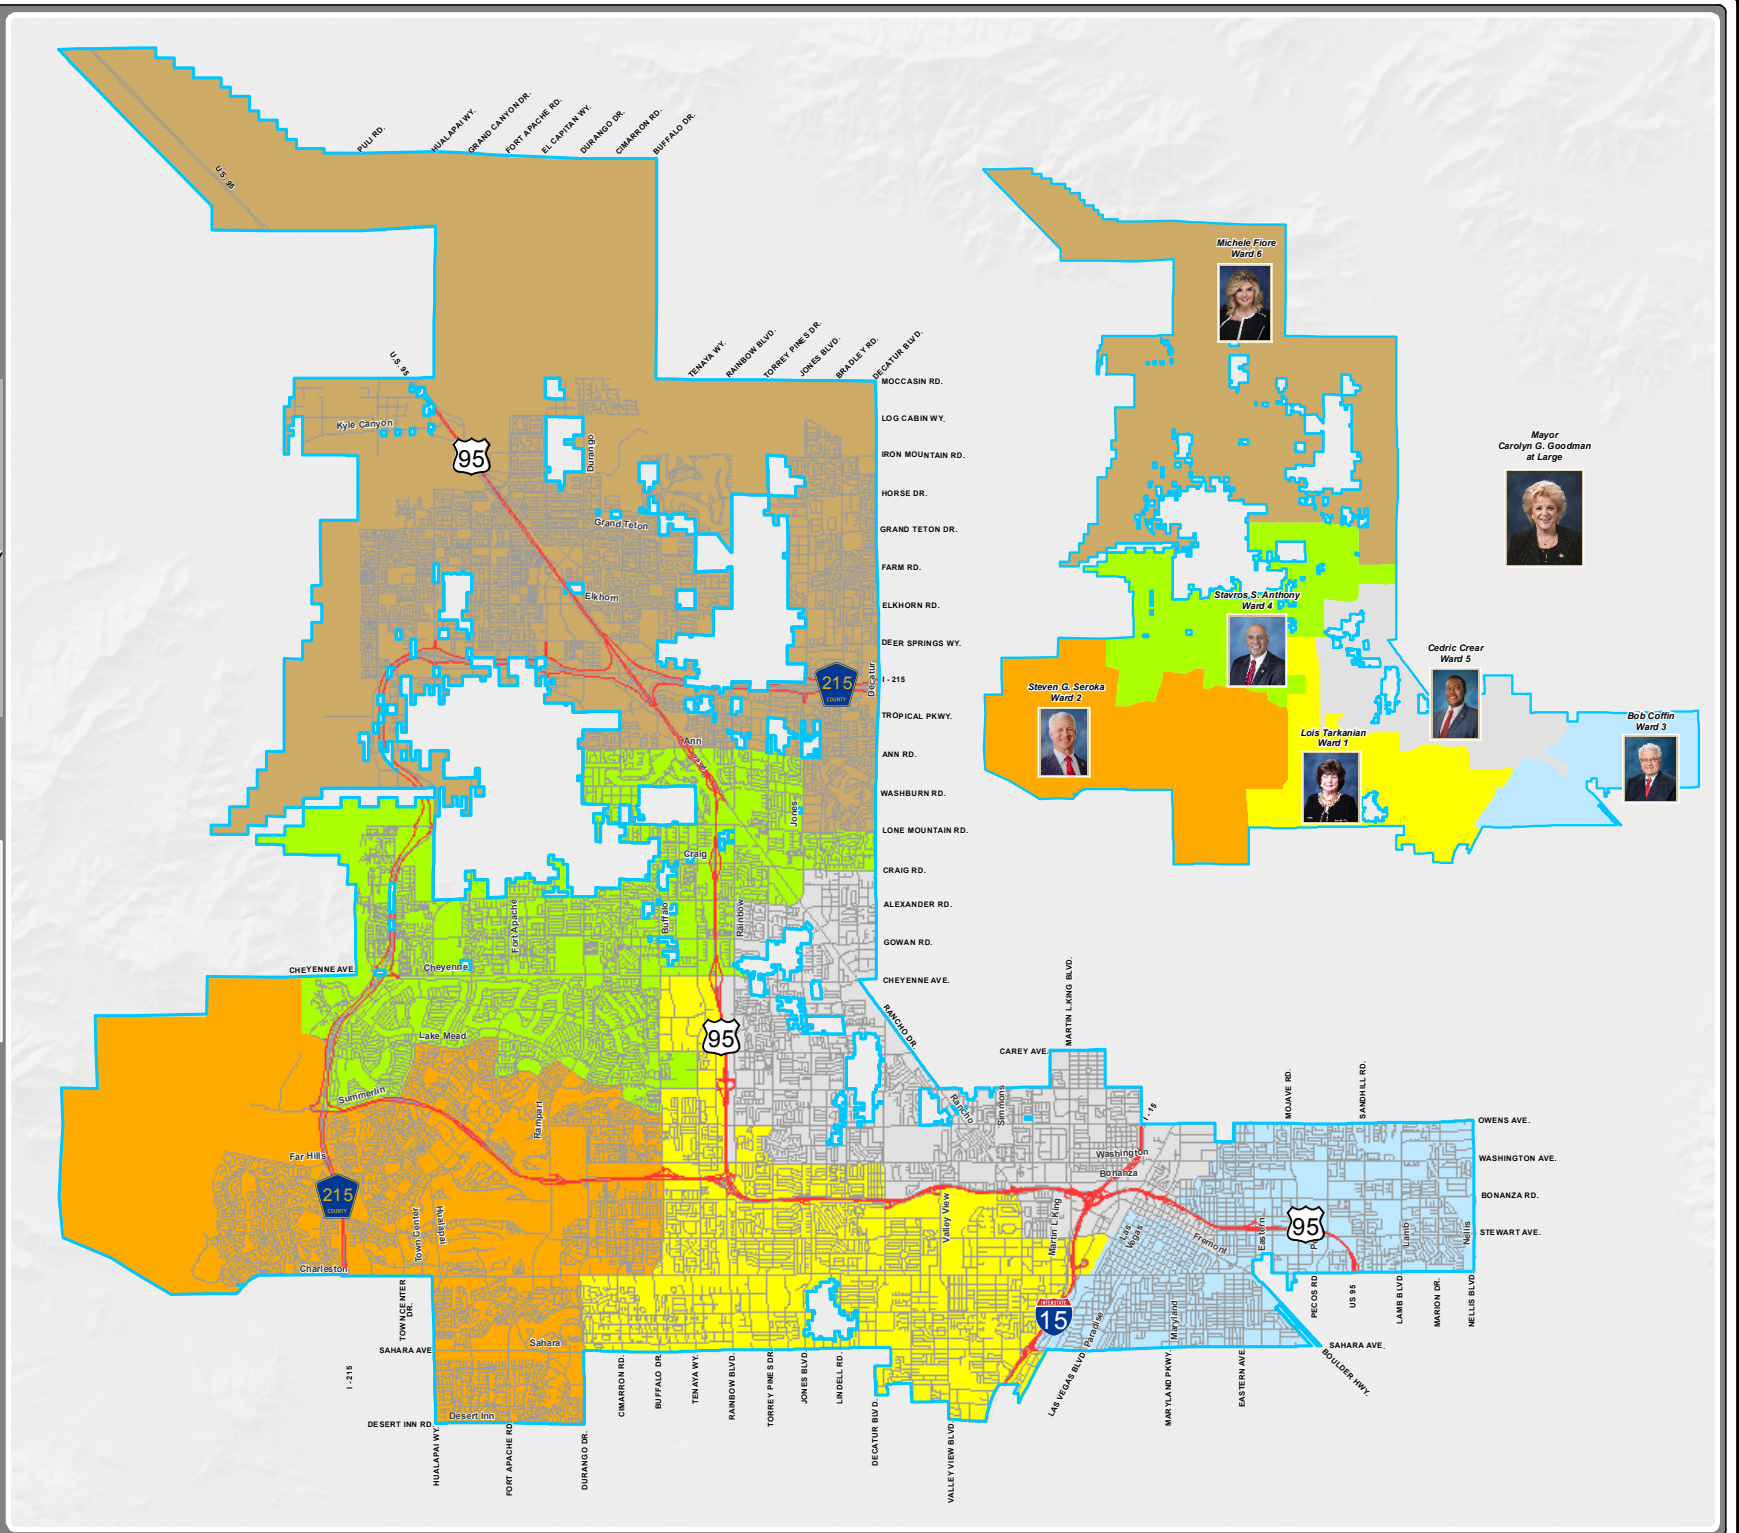 PULI RD.
HUALAPAI WY.
GRAND CANYON DR.
FORT APACHE RD.
EL CAPITAN WY.
DURANGO DR.
CIMARRON RD.
BUFFALO DR.
U.S. 95
U.S. 95
TENAYA WY.
RAINBOW BLVD.
TORREY PINES DR.
JONES BLVD.
BRADLEY RD.
DECATUR BLVD.
MOCCASIN RD.
LOG CABIN WY.
IRON MOUNTAIN RD.
HORSE DR.
GRAND TETON DR.
FARM RD.
ELKHORN RD.
DEER SPRINGS WY.
I - 215
TROPICAL PKWY.
ANN RD.
WASHBURN RD.
LONE MOUNTAIN RD.
CRAIG RD.
ALEXANDER RD.
GOWAN RD.
CHEYENNE AVE.
Kyle Canyon
95
Durango
Grand Teton
Elkhorn
215
COUNTY
Decatur
Ann
Jones
Craig
Fort Apache
Buffalo
Rainbow
CHEYENNE AVE.
Cheyenne
Lake Mead
95
Summerlin
Rampart
Far Hills
215
COUNTY
Town Center
Hualapai
Charleston
RANCHO DR.
CAREY AVE.
MARTIN L.KING BLVD.
Rancho
Simmons
I - 15
MOJAVE RD.
SANDHILL RD.
OWENS AVE.
WASHINGTON AVE.
BONANZA RD.
STEWART AVE.
Washington
Bonanza
Valley View
Martin L King
Las
Vegas
Fremont
Eastern
95
Lamb
Nellis
INTERSTATE
15
Paradise
Maryland
TOWN CENTER
DR.
I - 215
SAHARA AVE.
Sahara
DESERT INN RD.
Desert Inn
HUALAPAI WY.
FORT APACHE RD.
DURANGO DR.
CIMARRON RD.
BUFFALO DR.
TENAYA WY.
RAINBOW BLVD.
TORREY PINES DR.
JONES BLVD.
LINDELL RD.
DECATUR BLVD.
VALLEY VIEW BLVD.
LAS VEGAS BLVD.
MARYLAND PKWY.
EASTERN AVE.
PECOS RD.
US 95
LAMB BLVD.
MARION DR.
NELLIS BLVD.
SAHARA AVE.
BOULDER HWY.
Michele Fiore
Ward 6
Mayor
Carolyn G. Goodman
at Large
Stavros S. Anthony
Ward 4
Cedric Crear
Ward 5
Steven G. Seroka
Ward 2
Lois Tarkanian
Ward 1
Bob Coffin
Ward 3